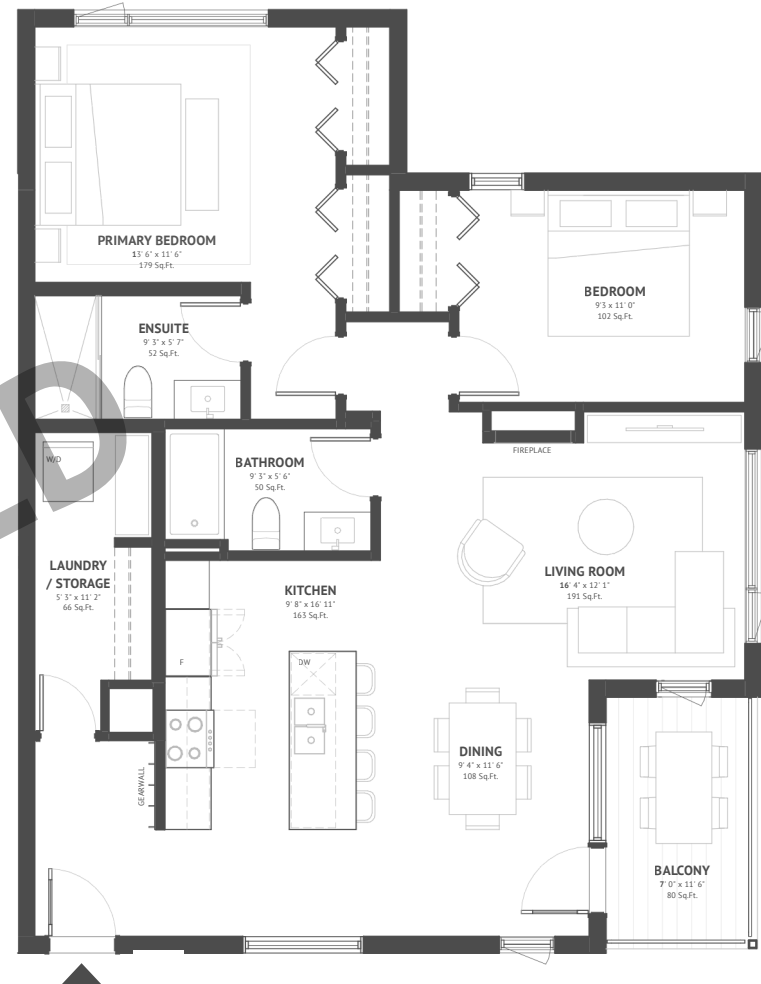 PRIMARY BEDROOM
13' 6" x 11' 6"
179 Sq.Ft.
BEDROOM
9'3 x 11' 0"
102 Sq.Ft.
ENSUITE
9' 3" x 5' 7"
52 Sq.Ft.
D
FIREPLACE
W/D
BATHROOM
9' 3" x 5' 6"
50 Sq.Ft.
LAUNDRY
/ STORAGE
5' 3" x 11' 2"
66 Sq.Ft.
KITCHEN
9' 8" x 16' 11"
163 Sq.Ft.
LIVING ROOM
16' 4" x 12' 1"
191 Sq.Ft.
F
DW
DINING
9' 4" x 11' 6"
108 Sq.Ft.
GEARWALL
BALCONY
7' 0" x 11' 6"
80 Sq.Ft.